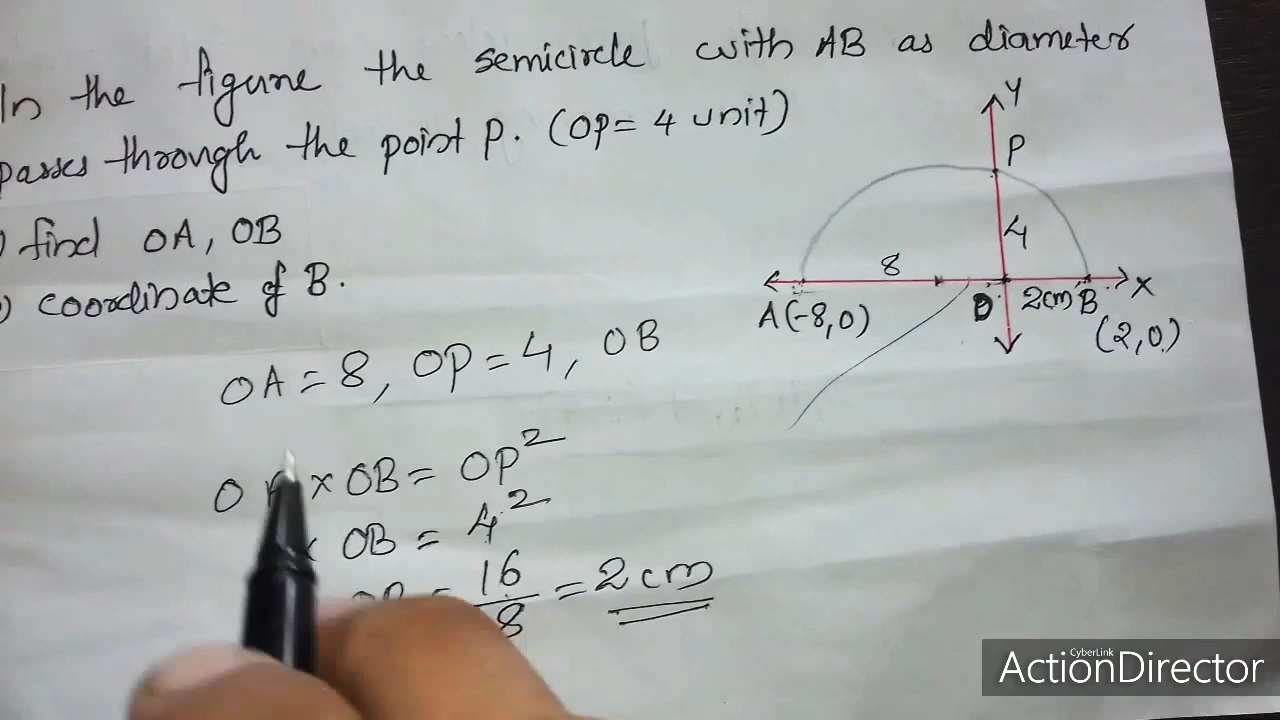 In the figure the semicircle with AB as diameter
passes through the point P. (OP = 4 unit)
) find OA, OB
) coordinate of B.
OA = 8, OP = 4, OB
O × OB = OP²
OB = 4²
= 16/8 = 2 cm
Y
P
4
8
X
A(-8,0)
O
2cm
B
(2,0)
CyberLink
ActionDirector